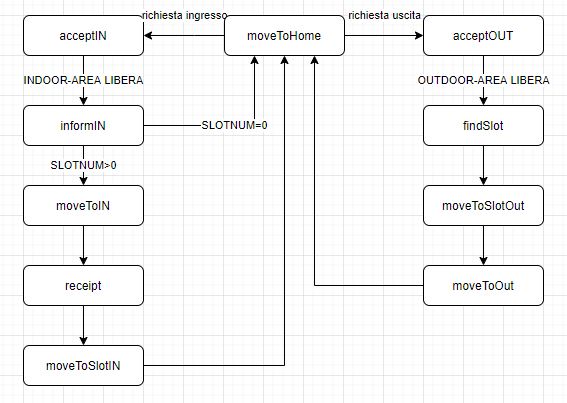 richiesta ingresso
richiesta uscita
acceptIN
moveToHome
acceptOUT
INDOOR-AREA LIBERA
OUTDOOR-AREA LIBERA
informIN
SLOTNUM=0
findSlot
SLOTNUM>0
moveToIN
moveToSlotOut
receipt
moveToOut
moveToSlotIN